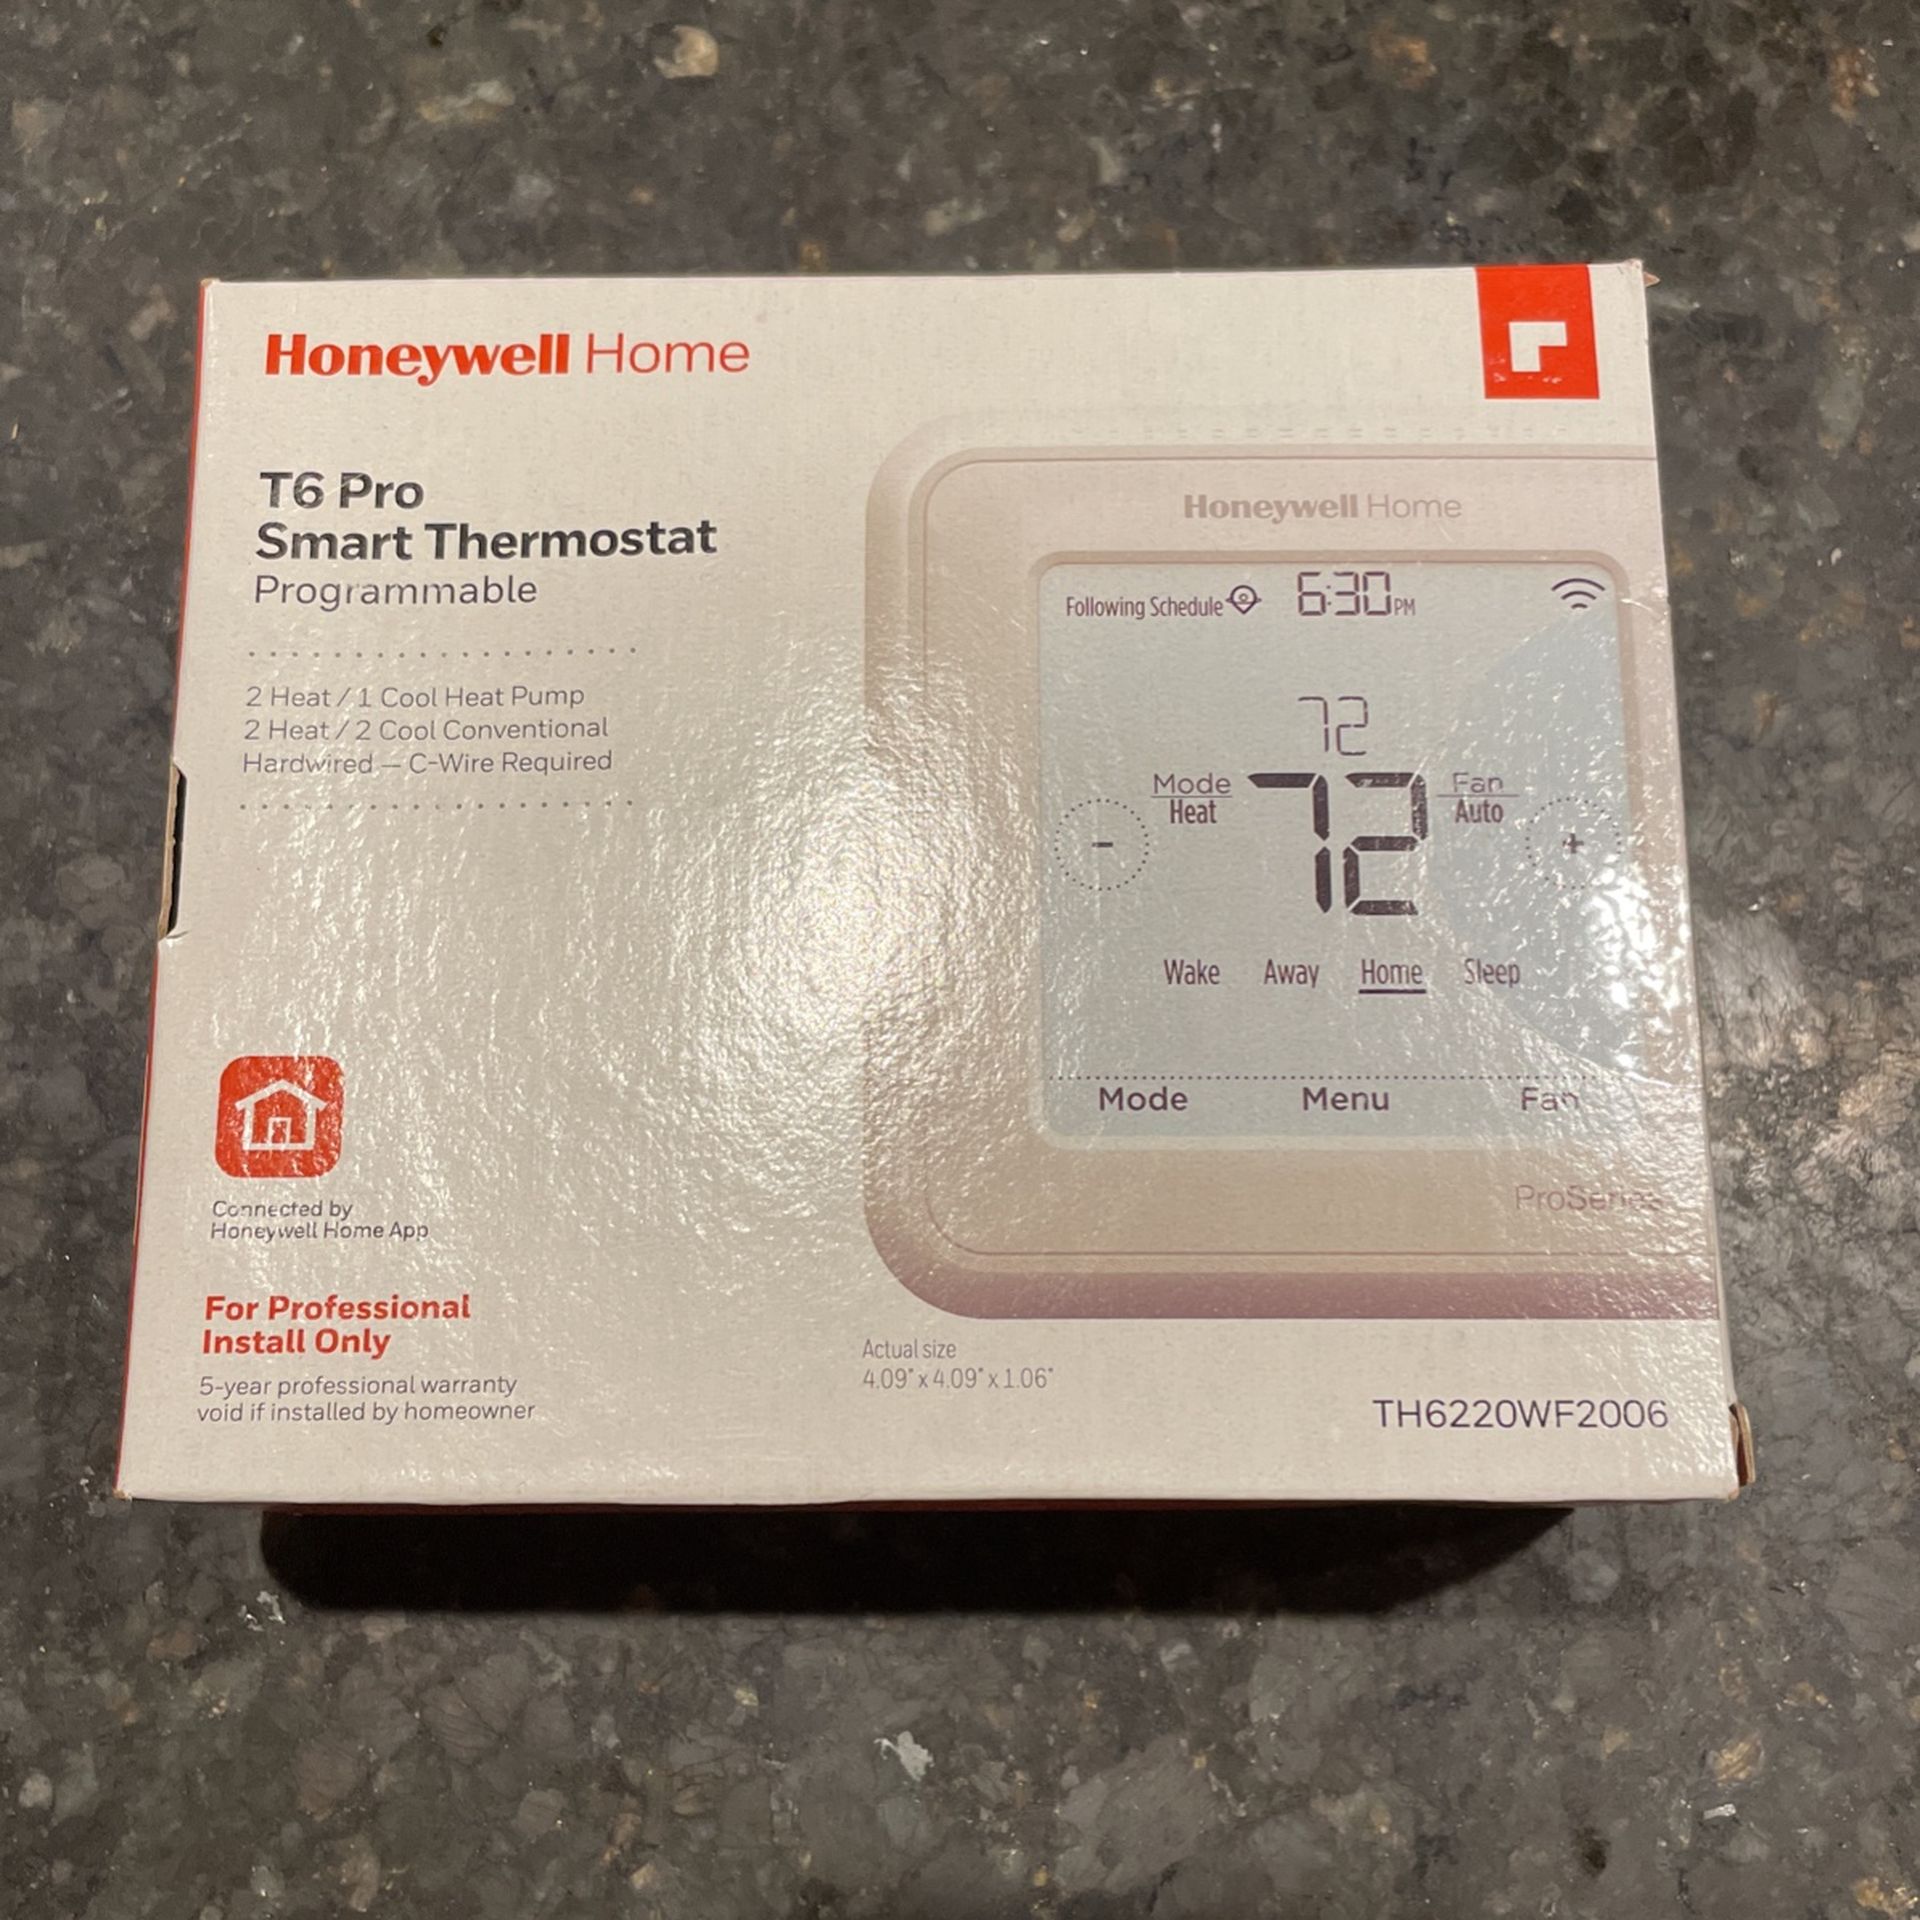 Honeywell Home
T6 Pro
Smart Thermostat
Programmable
2 Heat / 1 Cool Heat Pump
2 Heat / 2 Cool Conventional
Hardwired – C-Wire Required
Connected by
Honeywell Home App
For Professional
Install Only
5-year professional warranty
void if installed by homeowner
Honeywell Home
Following Schedule 6:30 PM
72
Mode
Heat
72
Fan
Auto
- +
Wake Away Home Sleep
Mode Menu Fan
ProSeries
Actual size
4.09" x 4.09" x 1.06"
TH6220WF2006